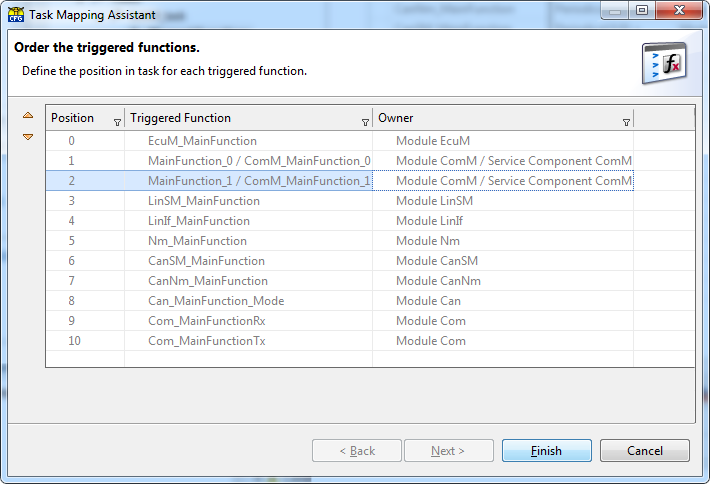 Task Mapping Assistant
Order the triggered functions.
Define the position in task for each triggered function.
Position Triggered Function Owner
0 EcuM_MainFunction Module EcuM
1 MainFunction_0 / ComM_MainFunction_0 Module ComM / Service Component ComM
2 MainFunction_1 / ComM_MainFunction_1 Module ComM / Service Component ComM
3 LinSM_MainFunction Module LinSM
4 LinIf_MainFunction Module LinIf
5 Nm_MainFunction Module Nm
6 CanSM_MainFunction Module CanSM
7 CanNm_MainFunction Module CanNm
8 Can_MainFunction_Mode Module Can
9 Com_MainFunctionRx Module Com
10 Com_MainFunctionTx Module Com
< Back Next > Finish Cancel